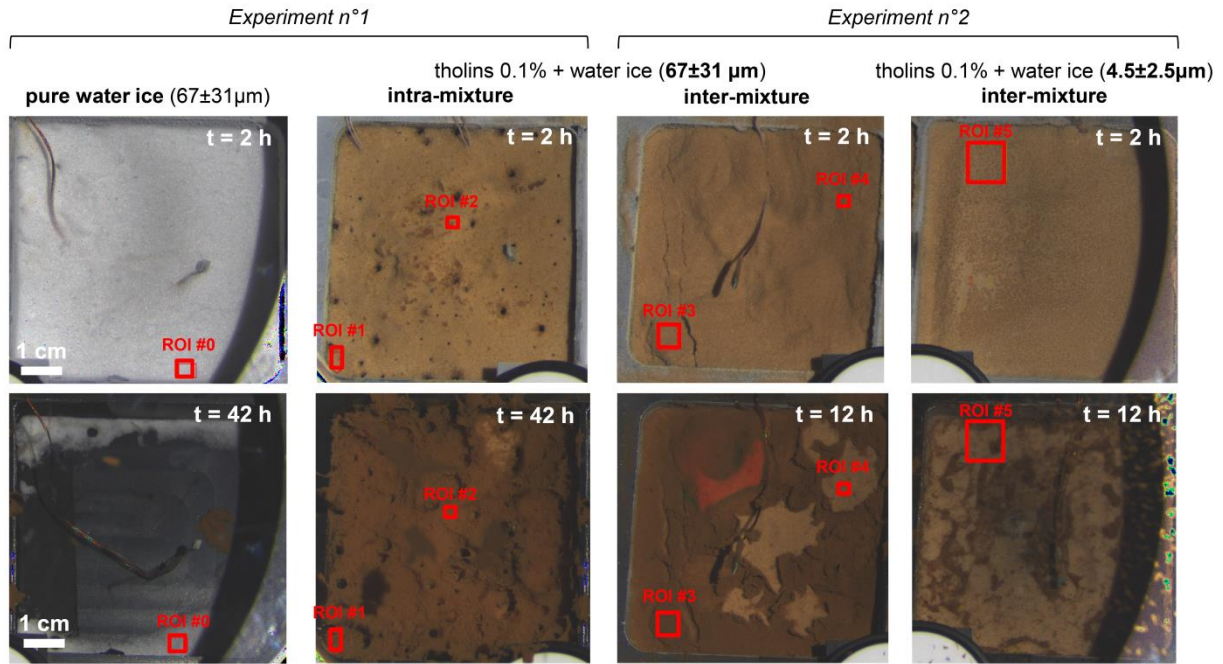 Experiment n°1
Experiment n°2
tholins 0.1% + water ice (67±31 µm)
tholins 0.1% + water ice (4.5±2.5µm)
pure water ice (67±31µm)
intra-mixture
inter-mixture
inter-mixture
t = 2 h
t = 2 h
t = 2 h
t = 2 h
ROI #0
1 cm
ROI #2
ROI #1
ROI #4
ROI #3
ROI #5
t = 42 h
t = 42 h
t = 12 h
t = 12 h
ROI #0
1 cm
ROI #2
ROI #1
ROI #4
ROI #3
ROI #5